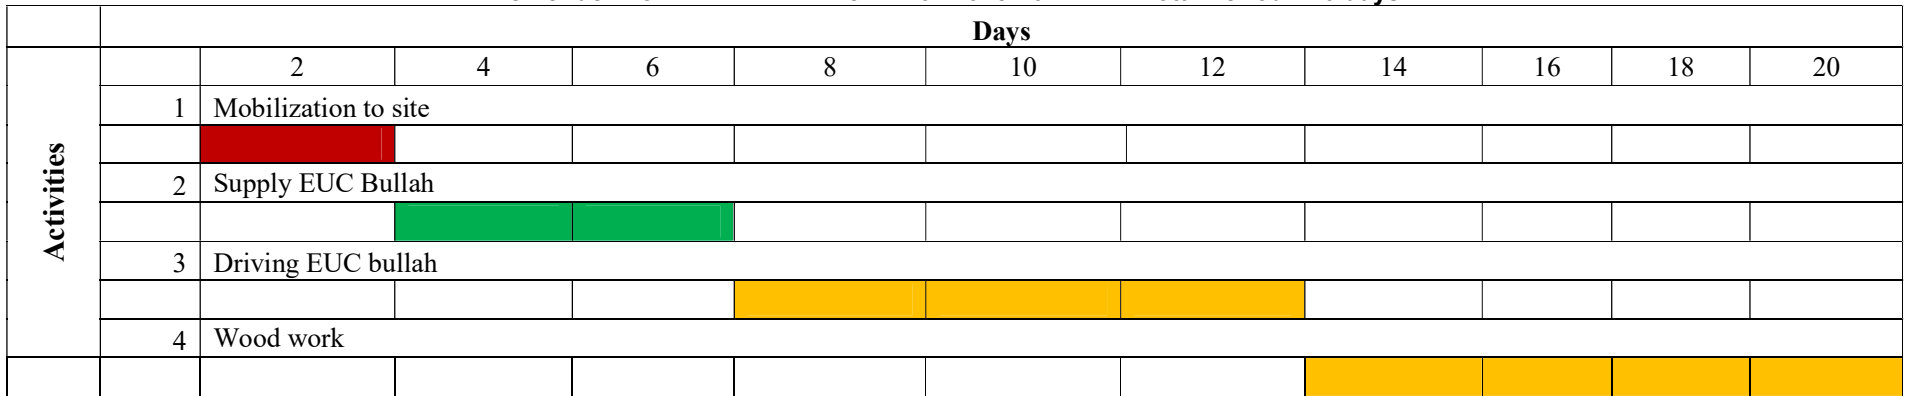 Days
2 4 6 8 10 12 14 16 18 20
Activities
1 Mobilization to site
2 Supply EUC Bullah
3 Driving EUC bullah
4 Wood work